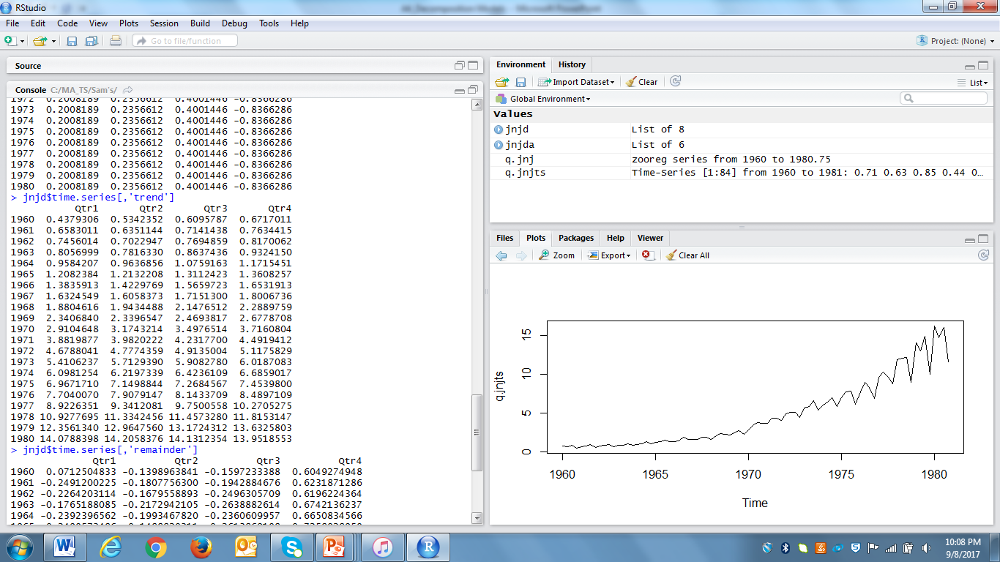 RStudio
File Edit Code View Plots Session Build Debug Tools Help
Go to file/function
Project: (None)
Source
Console C:/MA_TS/Sam's/
1972 0.2008189 0.2356612 0.4001446 -0.8366286
1973 0.2008189 0.2356612 0.4001446 -0.8366286
1974 0.2008189 0.2356612 0.4001446 -0.8366286
1975 0.2008189 0.2356612 0.4001446 -0.8366286
1976 0.2008189 0.2356612 0.4001446 -0.8366286
1977 0.2008189 0.2356612 0.4001446 -0.8366286
1978 0.2008189 0.2356612 0.4001446 -0.8366286
1979 0.2008189 0.2356612 0.4001446 -0.8366286
1980 0.2008189 0.2356612 0.4001446 -0.8366286
> jnjd$time.series[,'trend']
Qtr1 Qtr2 Qtr3 Qtr4
1960 0.4379306 0.5342352 0.6095787 0.6717011
1961 0.6583011 0.6351144 0.7141438 0.7634415
1962 0.7456014 0.7022947 0.7694859 0.8170062
1963 0.8056999 0.7816330 0.8637436 0.9324150
1964 0.9584207 0.9636856 1.0759163 1.1715451
1965 1.2082384 1.2132208 1.3112423 1.3608257
1966 1.3835913 1.4229769 1.5659723 1.6531913
1967 1.6324549 1.6058373 1.7151300 1.8006736
1968 1.8804616 1.9434488 2.1476512 2.2889759
1969 2.3406840 2.3396547 2.4693817 2.6778708
1970 2.9104648 3.1743214 3.4976514 3.7160804
1971 3.8819877 3.9820222 4.2317700 4.4919412
1972 4.6788041 4.7774359 4.9135004 5.1175829
1973 5.4106237 5.7129390 5.9082780 6.0187083
1974 6.0981254 6.2197339 6.4236109 6.6859017
1975 6.9671710 7.1498844 7.2684567 7.4539800
1976 7.7040070 7.9079147 8.1433709 8.4897109
1977 8.9226351 9.3412081 9.7500558 10.2705275
1978 10.9277695 11.3342456 11.4573280 11.8153147
1979 12.3561340 12.9647560 13.1724312 13.6325803
1980 14.0788398 14.2058376 14.1312354 13.9518553
> jnjd$time.series[,'remainder']
Qtr1 Qtr2 Qtr3 Qtr4
1960 0.0712504833 -0.1398963841 -0.1597233388 0.6049274948
1961 -0.2491200225 -0.1807756300 -0.1942884676 0.6231871286
1962 -0.2264203114 -0.1679558893 -0.2496305709 0.6196224364
1963 -0.1765188085 -0.2172942105 -0.2638882614 0.6742136237
1964 -0.2392396562 -0.1993467820 -0.2360609957 0.6650834566
Environment History
Import Dataset Clear List
Global Environment
Values
jnjd List of 8
jnjda List of 6
q.jnj zooreg series from 1960 to 1980.75
q.jnjts Time-Series [1:84] from 1960 to 1981: 0.71 0.63 0.85 0.44 0…
Files Plots Packages Help Viewer
Zoom Export Clear All
q.jnjts
15
10
5
0
1960 1965 1970 1975 1980
Time
10:08 PM
9/8/2017